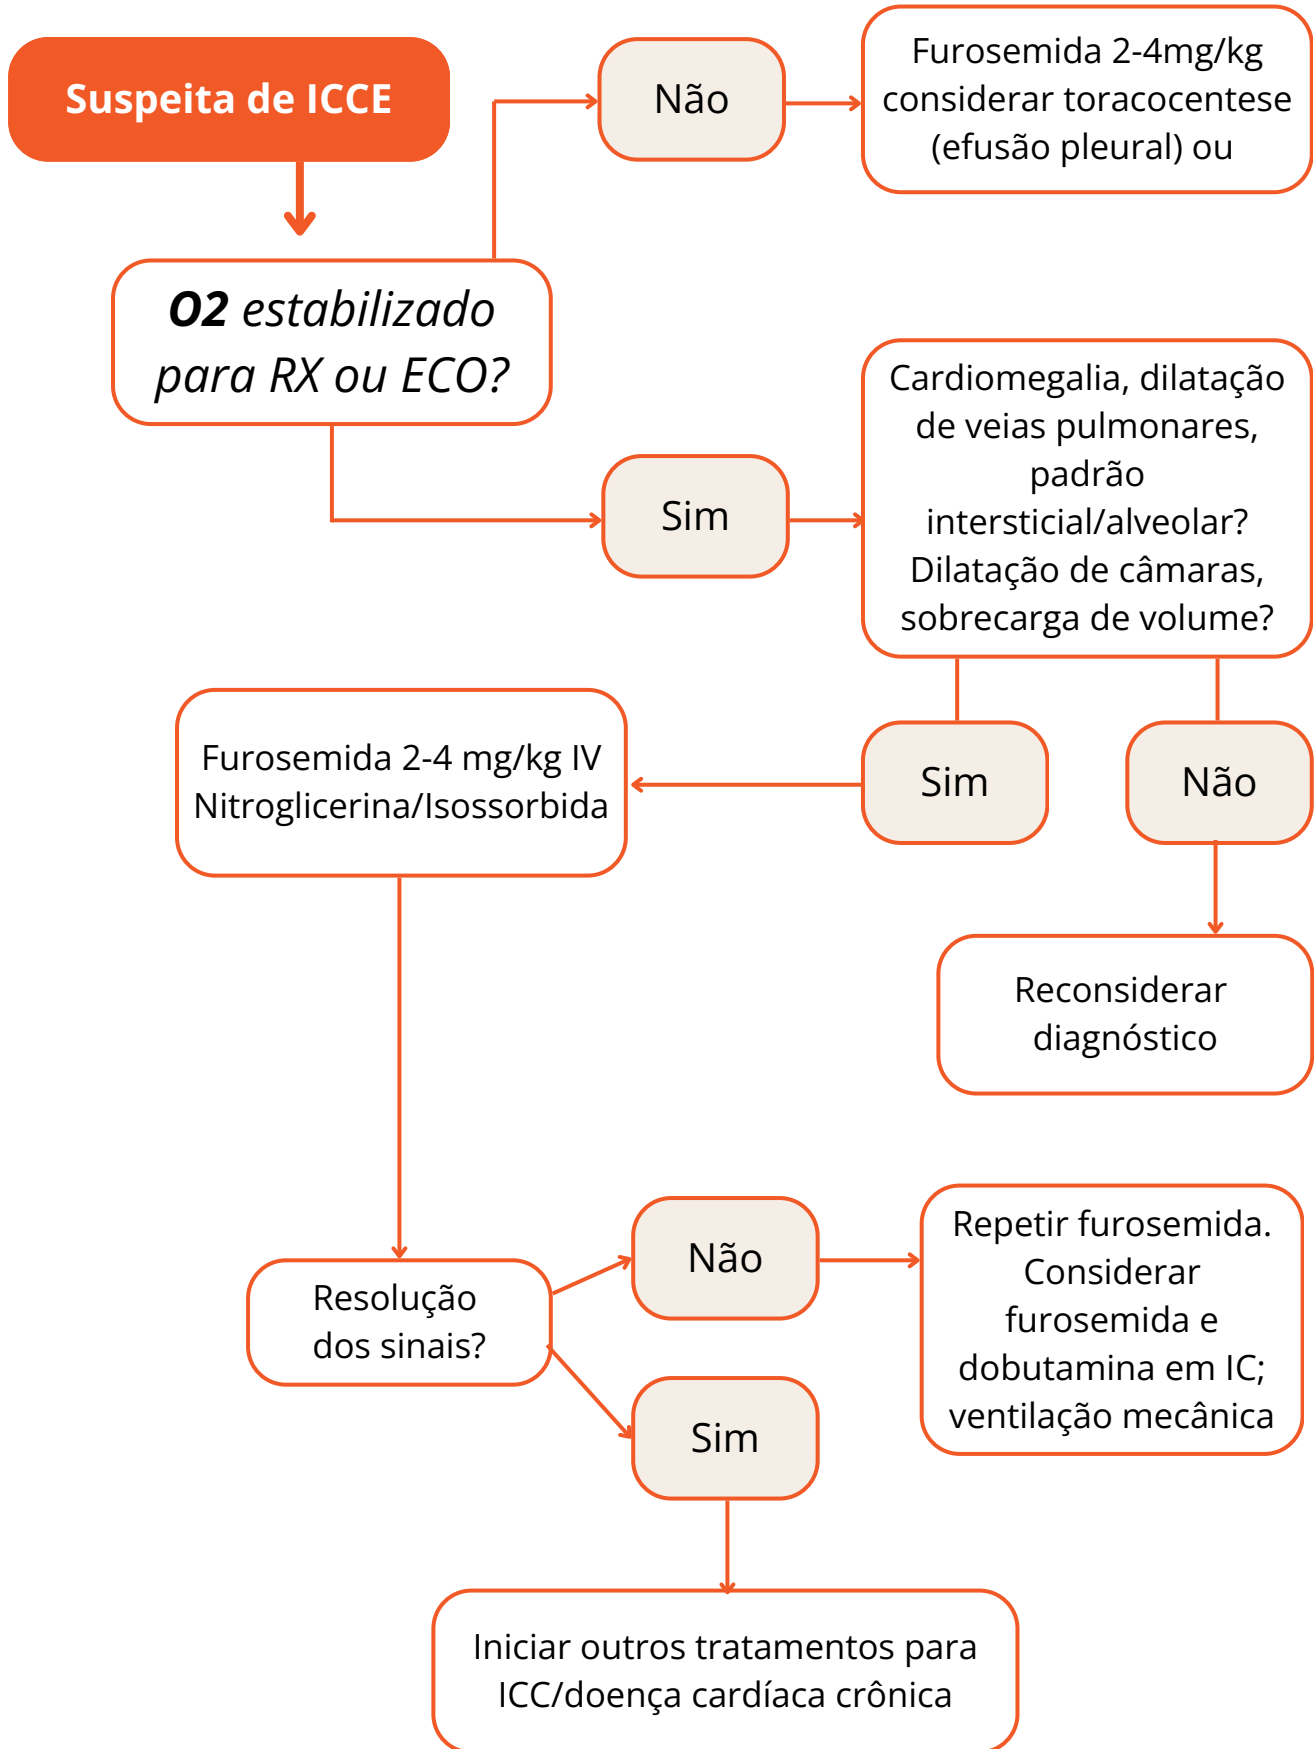 Suspeita de ICCE
Não
Furosemida 2-4mg/kg
considerar toracocentese
(efusão pleural) ou
O2 estabilizado
para RX ou ECO?
Sim
Cardiomegalia, dilatação
de veias pulmonares,
padrão
intersticial/alveolar?
Dilatação de câmaras,
sobrecarga de volume?
Furosemida 2-4 mg/kg IV
Nitroglicerina/Isossorbida
Sim
Não
Reconsiderar
diagnóstico
Resolução
dos sinais?
Não
Repetir furosemida.
Considerar
furosemida e
dobutamina em IC;
ventilação mecânica
Sim
Iniciar outros tratamentos para
ICC/doença cardíaca crônica